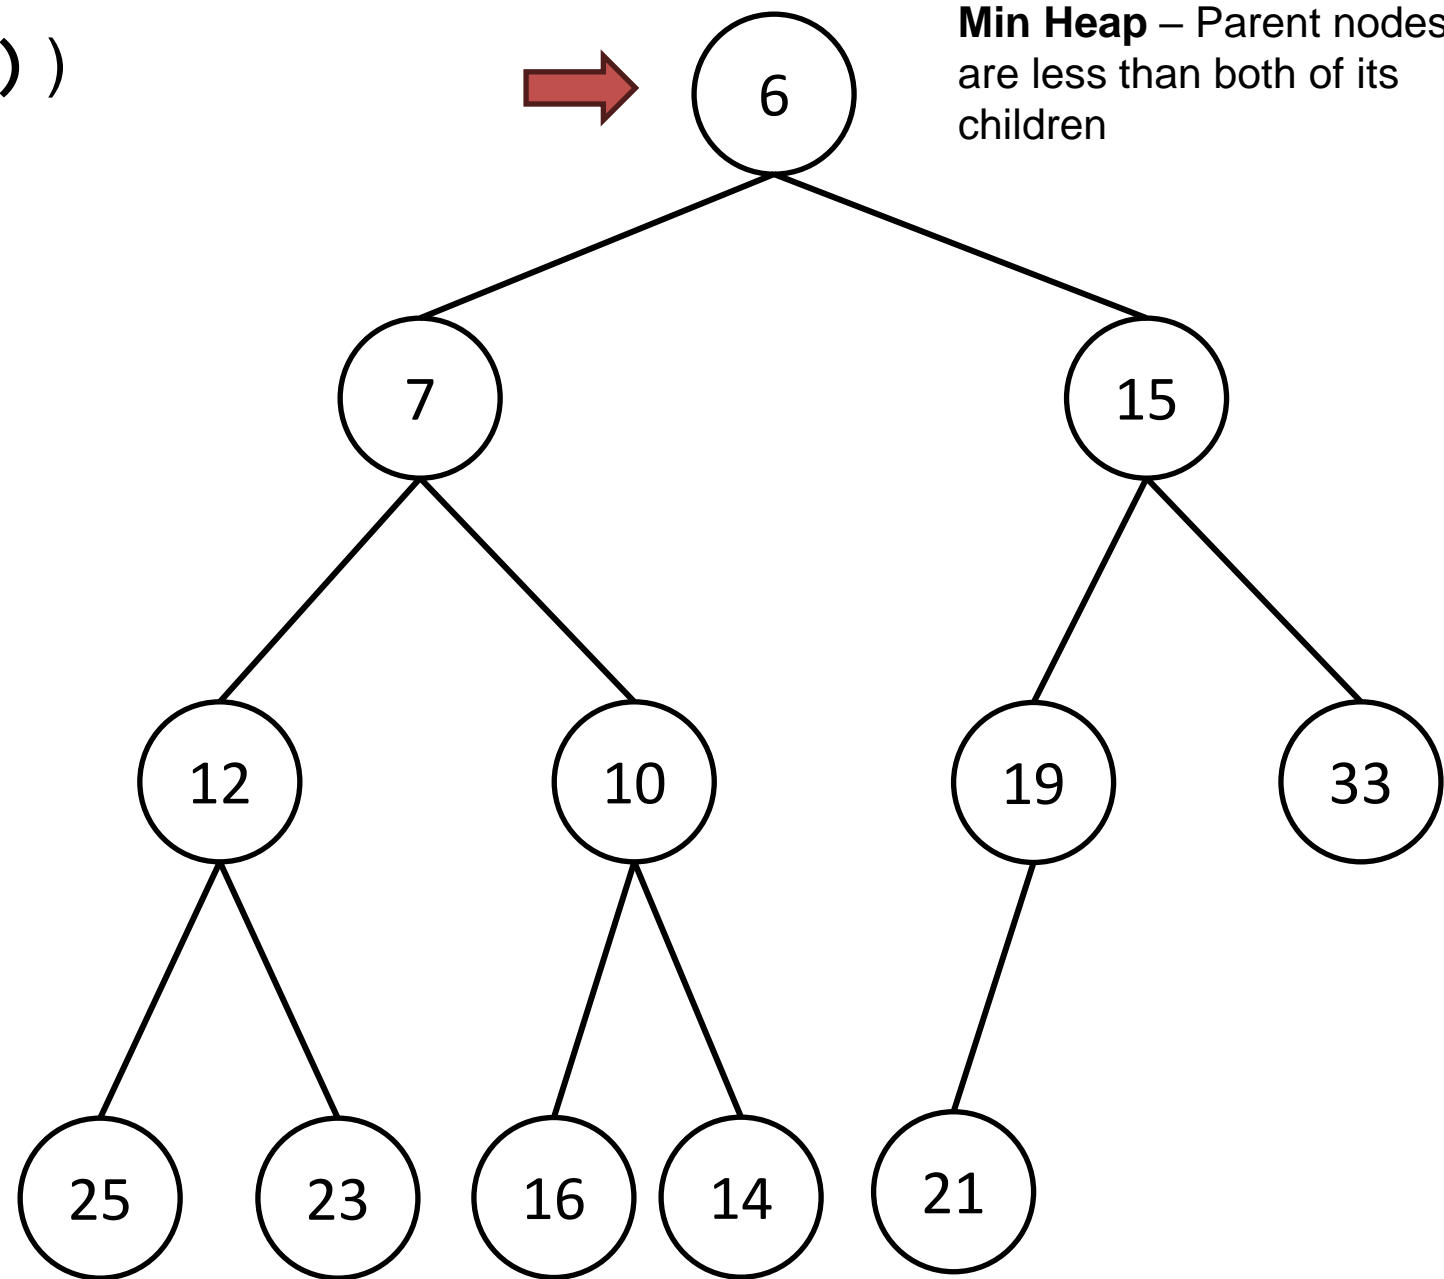 ) )
Min Heap – Parent nodes
are less than both of its
children
6
7 15
12 10 19 33
25 23 16 14 21